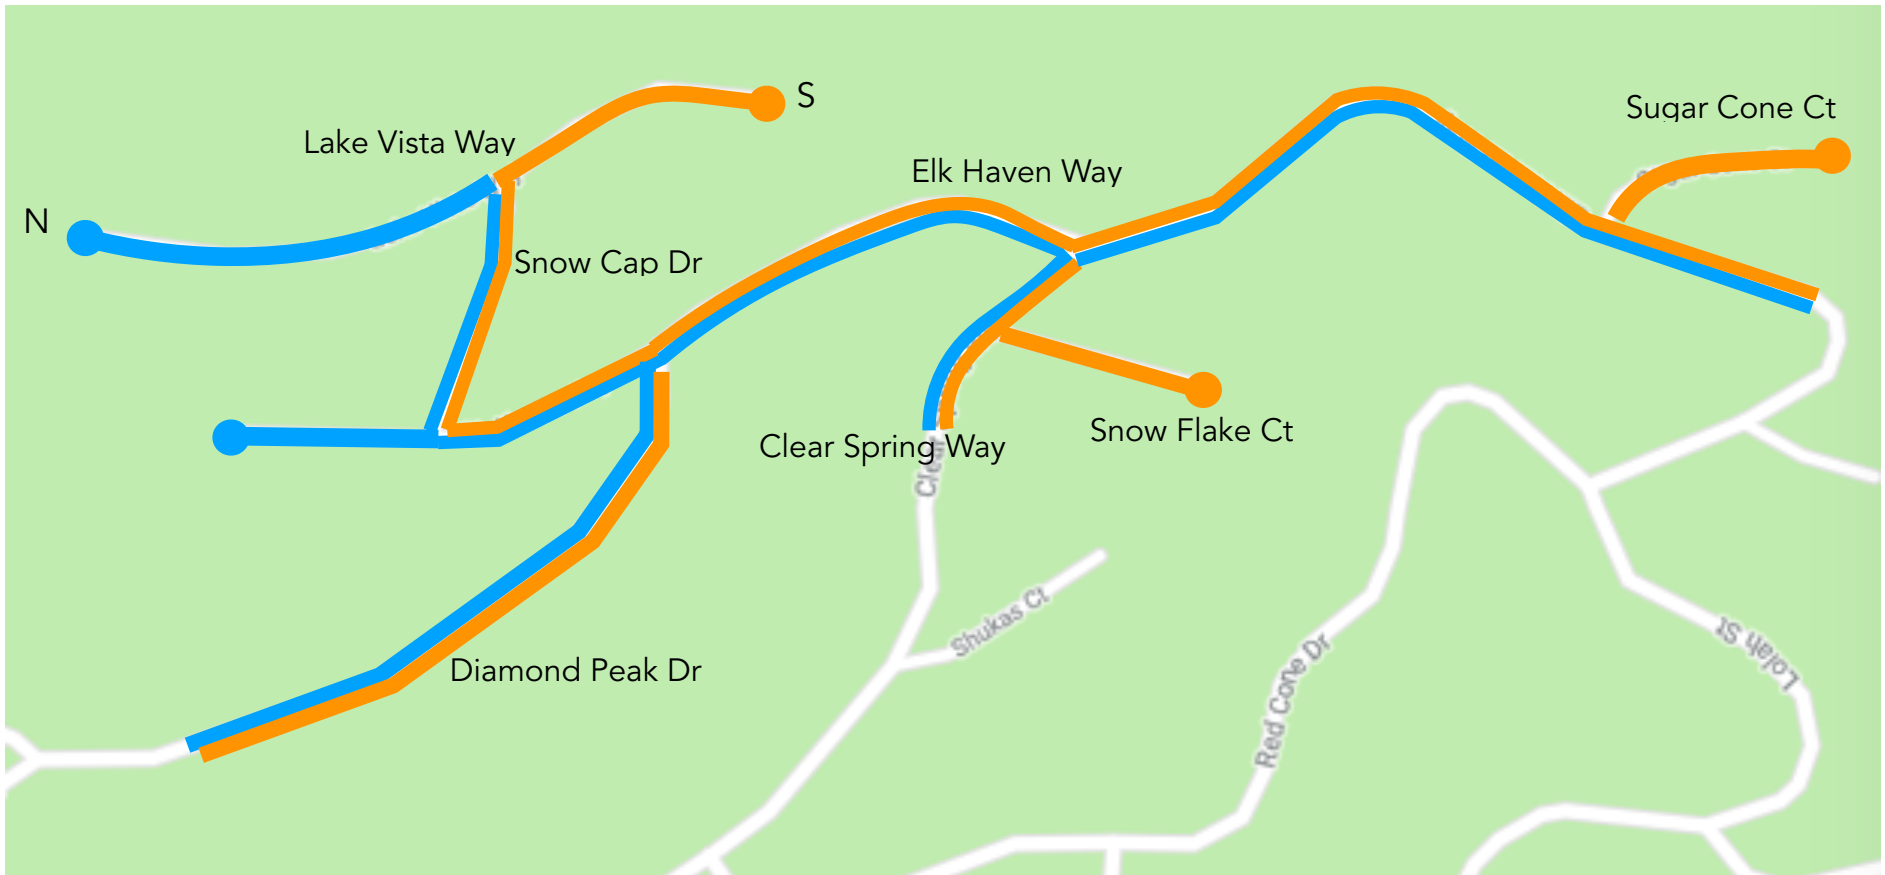 S
Sugar Cone Ct
Lake Vista Way
Elk Haven Way
N
Snow Cap Dr
Snow Flake Ct
Clear Spring Way
Clear
Shukas Ct
Diamond Peak Dr
Red Cone Dr
Lolah St